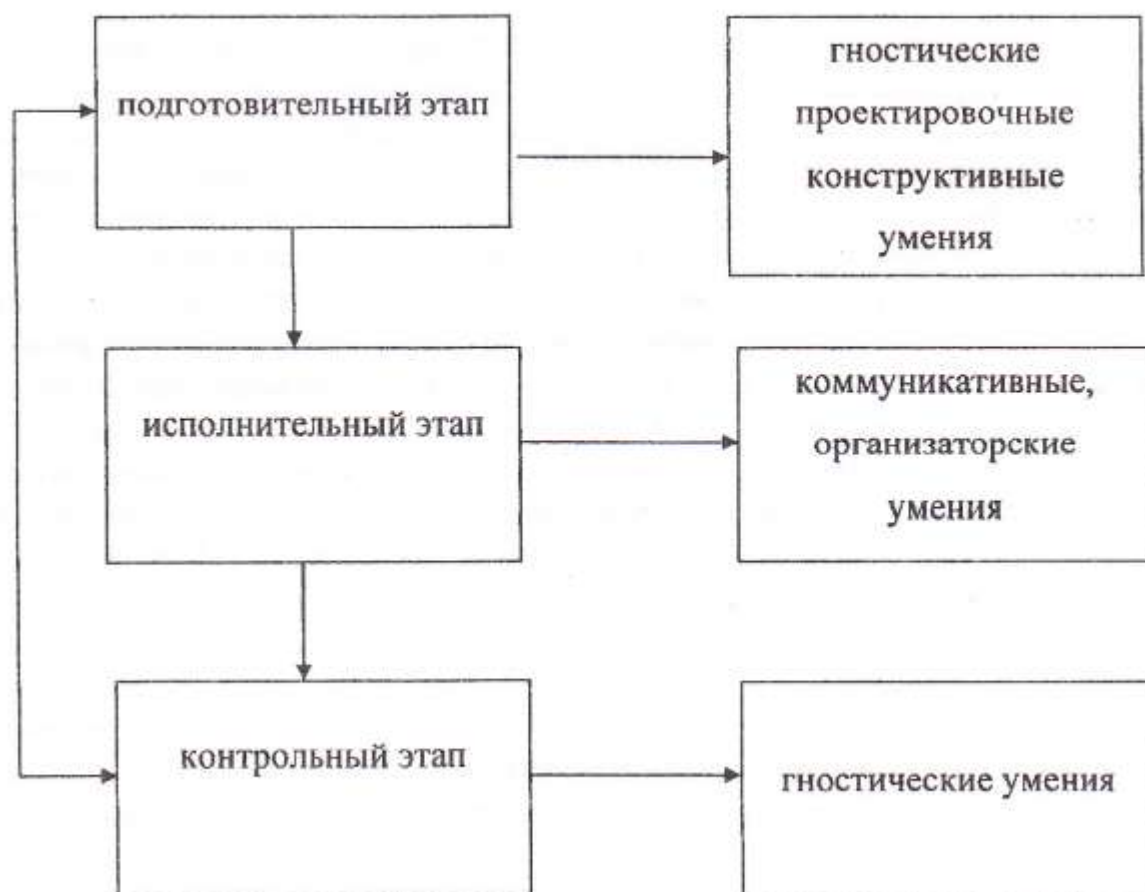 подготовительный этап
гностические
проектировочные
конструктивные
умения
исполнительный этап
коммуникативные,
организаторские
умения
контрольный этап
гностические умения